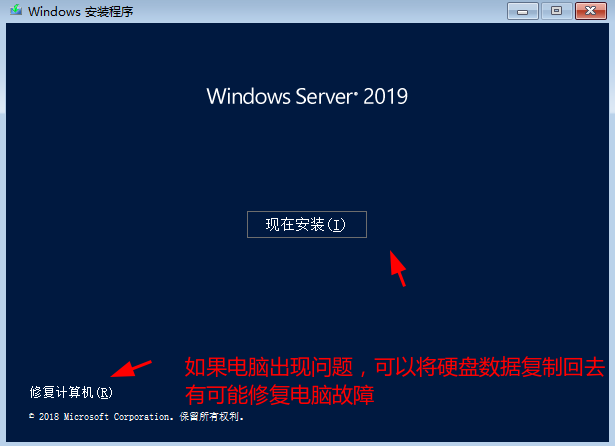 Windows 安装程序
Windows Server® 2019
现在安装(I)
如果电脑出现问题，可以将硬盘数据复制回去
有可能修复电脑故障
修复计算机(R)
© 2018 Microsoft Corporation。保留所有权利。